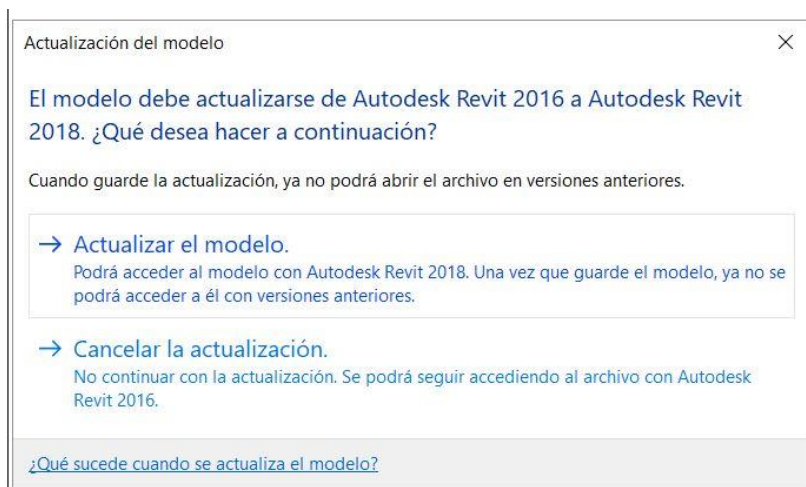 Actualización del modelo
El modelo debe actualizarse de Autodesk Revit 2016 a Autodesk Revit
2018. ¿Qué desea hacer a continuación?
Cuando guarde la actualización, ya no podrá abrir el archivo en versiones anteriores.
Actualizar el modelo.
Podrá acceder al modelo con Autodesk Revit 2018. Una vez que guarde el modelo, ya no se
podrá acceder a él con versiones anteriores.
Cancelar la actualización.
No continuar con la actualización. Se podrá seguir accediendo al archivo con Autodesk
Revit 2016.
¿Qué sucede cuando se actualiza el modelo?